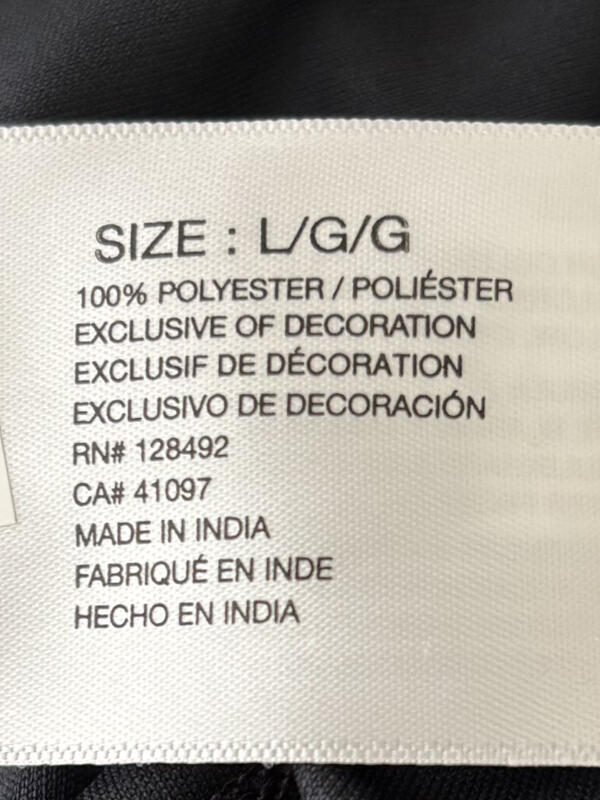 SIZE : L/G/G
100% POLYESTER / POLIÉSTER
EXCLUSIVE OF DECORATION
EXCLUSIF DE DÉCORATION
EXCLUSIVO DE DECORACIÓN
RN# 128492
CA# 41097
MADE IN INDIA
FABRIQUÉ EN INDE
HECHO EN INDIA